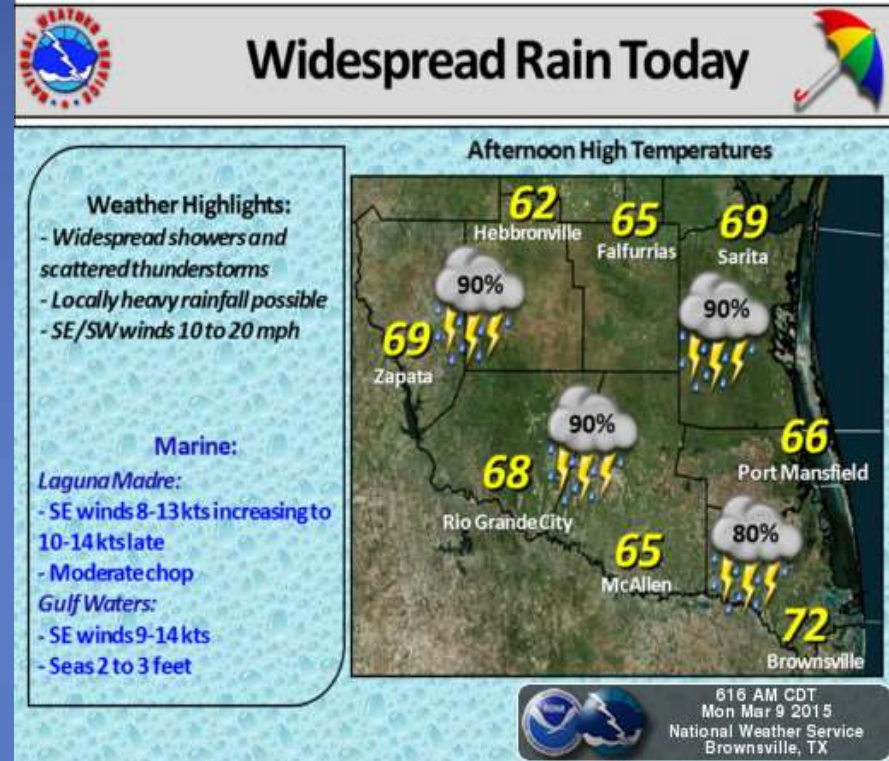 NATIONAL WEATHER SERVICE
Widespread Rain Today
Afternoon High Temperatures
Weather Highlights:
- Widespread showers and
scattered thunderstorms
- Locally heavy rainfall possible
- SE/SW winds 10 to 20 mph
Marine:
Laguna Madre:
- SE winds 8-13 kts increasing to
10-14 kts late
- Moderate chop
Gulf Waters:
- SE winds 9-14 kts
- Seas 2 to 3 feet
62
Hebbronville
65
Falfurrias
69
Sarita
90%
90%
69
Zapata
90%
66
Port Mansfield
68
Rio Grande City
80%
65
McAllen
72
Brownsville
NOAA
616 AM CDT
Mon Mar 9 2015
National Weather Service
Brownsville, TX